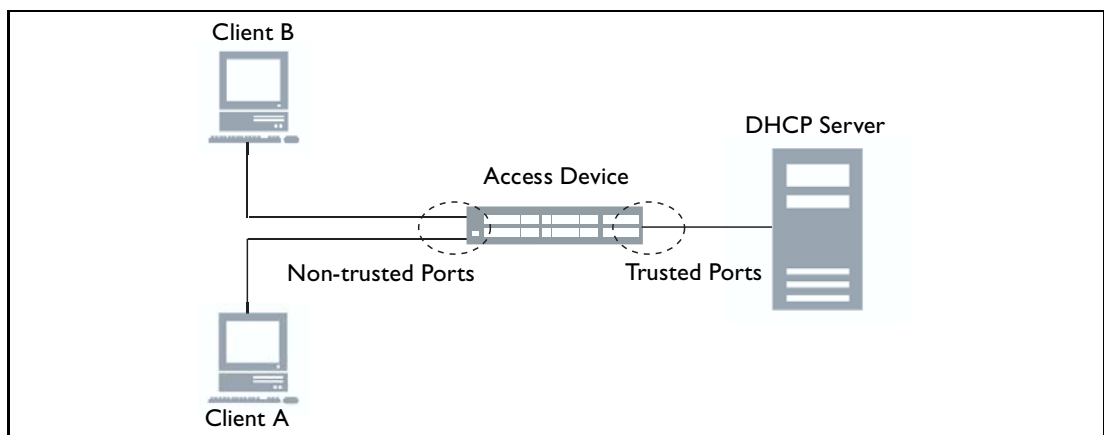 Client B
DHCP Server
Access Device
Non-trusted Ports
Trusted Ports
Client A